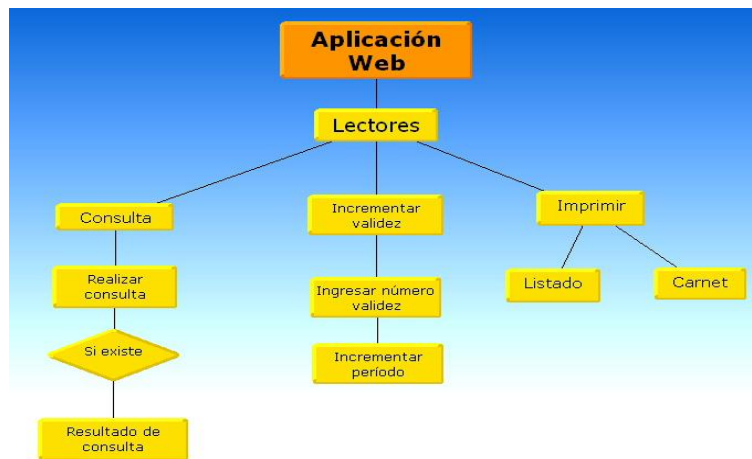 Aplicación
Web
Lectores
Consulta
Realizar
consulta
Si existe
Resultado de
consulta
Incrementar
validez
Ingresar número
validez
Incrementar
período
Imprimir
Listado
Carnet